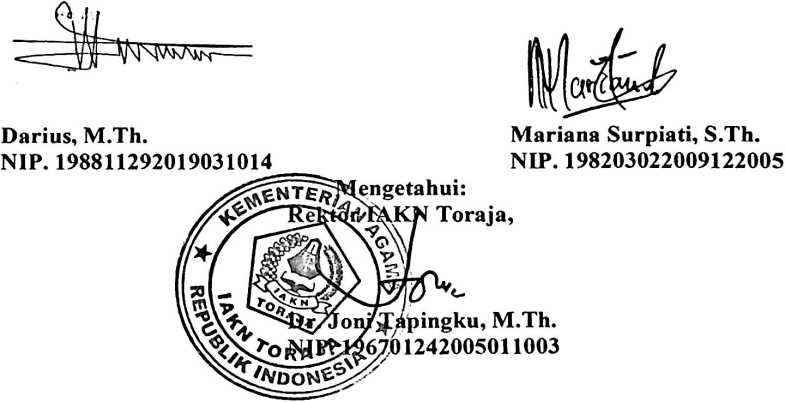 Darius, M.Th.
NIP. 198811292019031014
Mariana Surpiati, S.Th.
NIP. 198203022009122005
Mengetahui:
Rektor IAKN Toraja,
Dr. Joni Tapingku, M.Th.
NIP. 196701242005011003
KEMENTERIAN AGAMA
REPUBLIK INDONESIA
IAKN TORAJA
IAKN
TORAJA